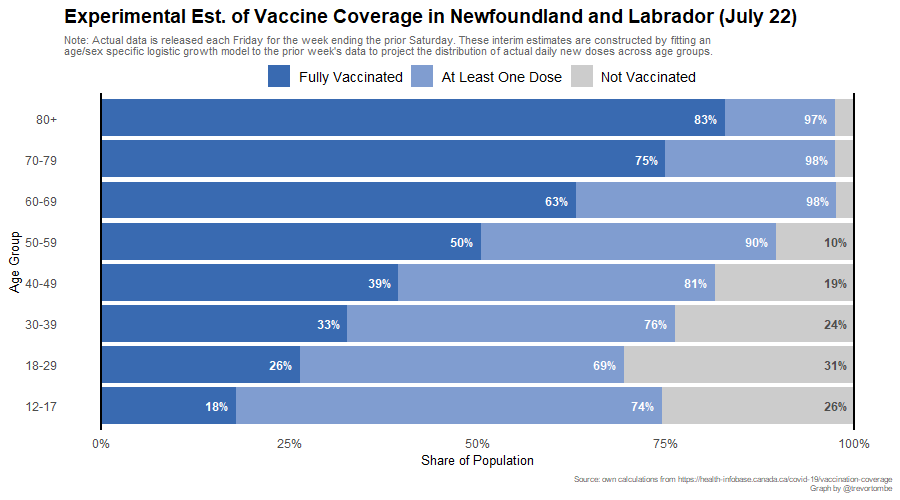 Experimental Est. of Vaccine Coverage in Newfoundland and Labrador (July 22)
Note: Actual data is released each Friday for the week ending the prior Saturday. These interim estimates are constructed by fitting an
age/sex specific logistic growth model to the prior week's data to project the distribution of actual daily new doses across age groups.
Fully Vaccinated At Least One Dose Not Vaccinated
Age Group
80+ 83% 97%
70-79 75% 98%
60-69 63% 98%
50-59 50% 90% 10%
40-49 39% 81% 19%
30-39 33% 76% 24%
18-29 26% 69% 31%
12-17 18% 74% 26%
0% 25% 50% 75% 100%
Share of Population
Source: own calculations from https://health-infobase.canada.ca/covid-19/vaccination-coverage
Graph by @trevortombe